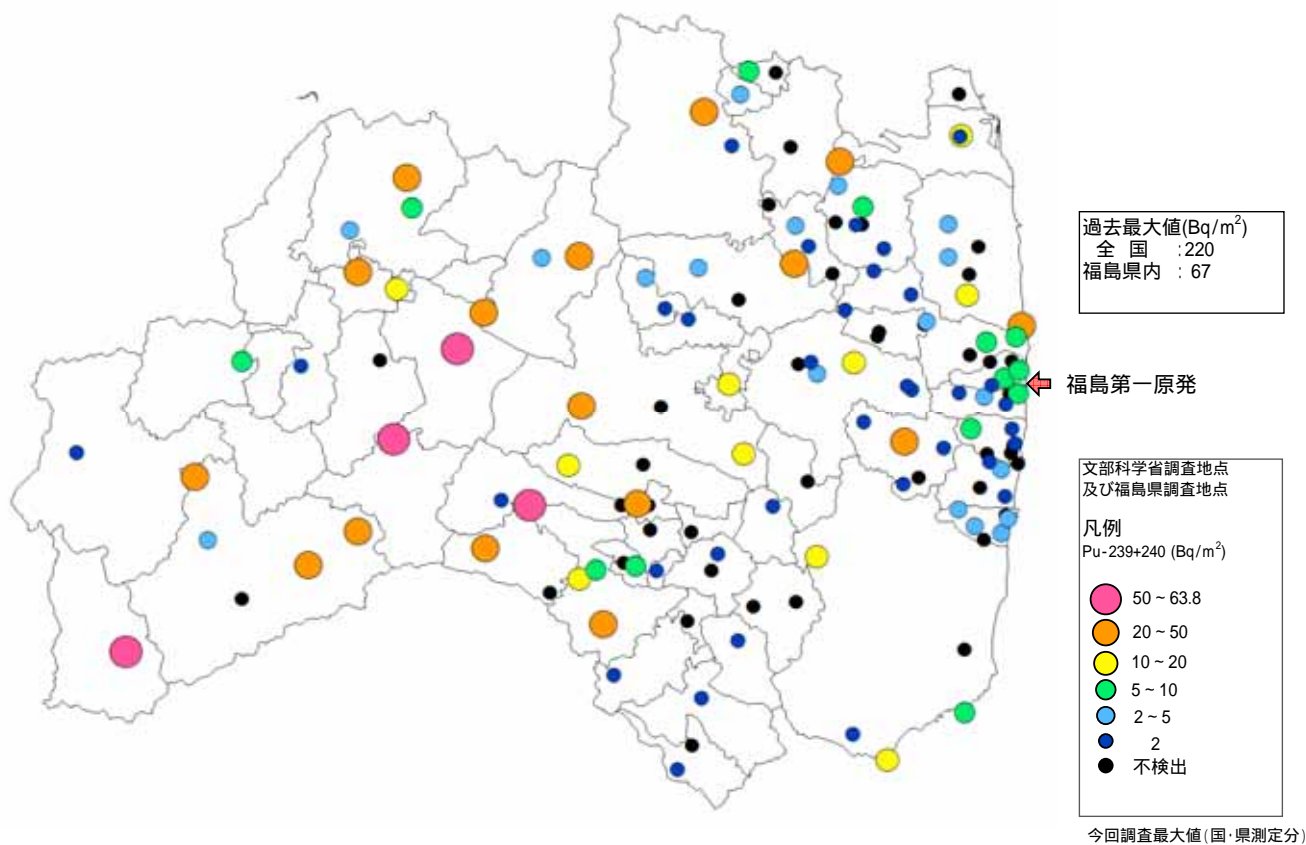 過去最大値(Bq/m²)
全 国 :220
福島県内 : 67
福島第一原発
文部科学省調査地点
及び福島県調査地点
凡例
Pu-239+240 (Bq/m²)
50~63.8
20~50
10~20
5~10
2~5
2
不検出
今回調査最大値(国・県測定分)